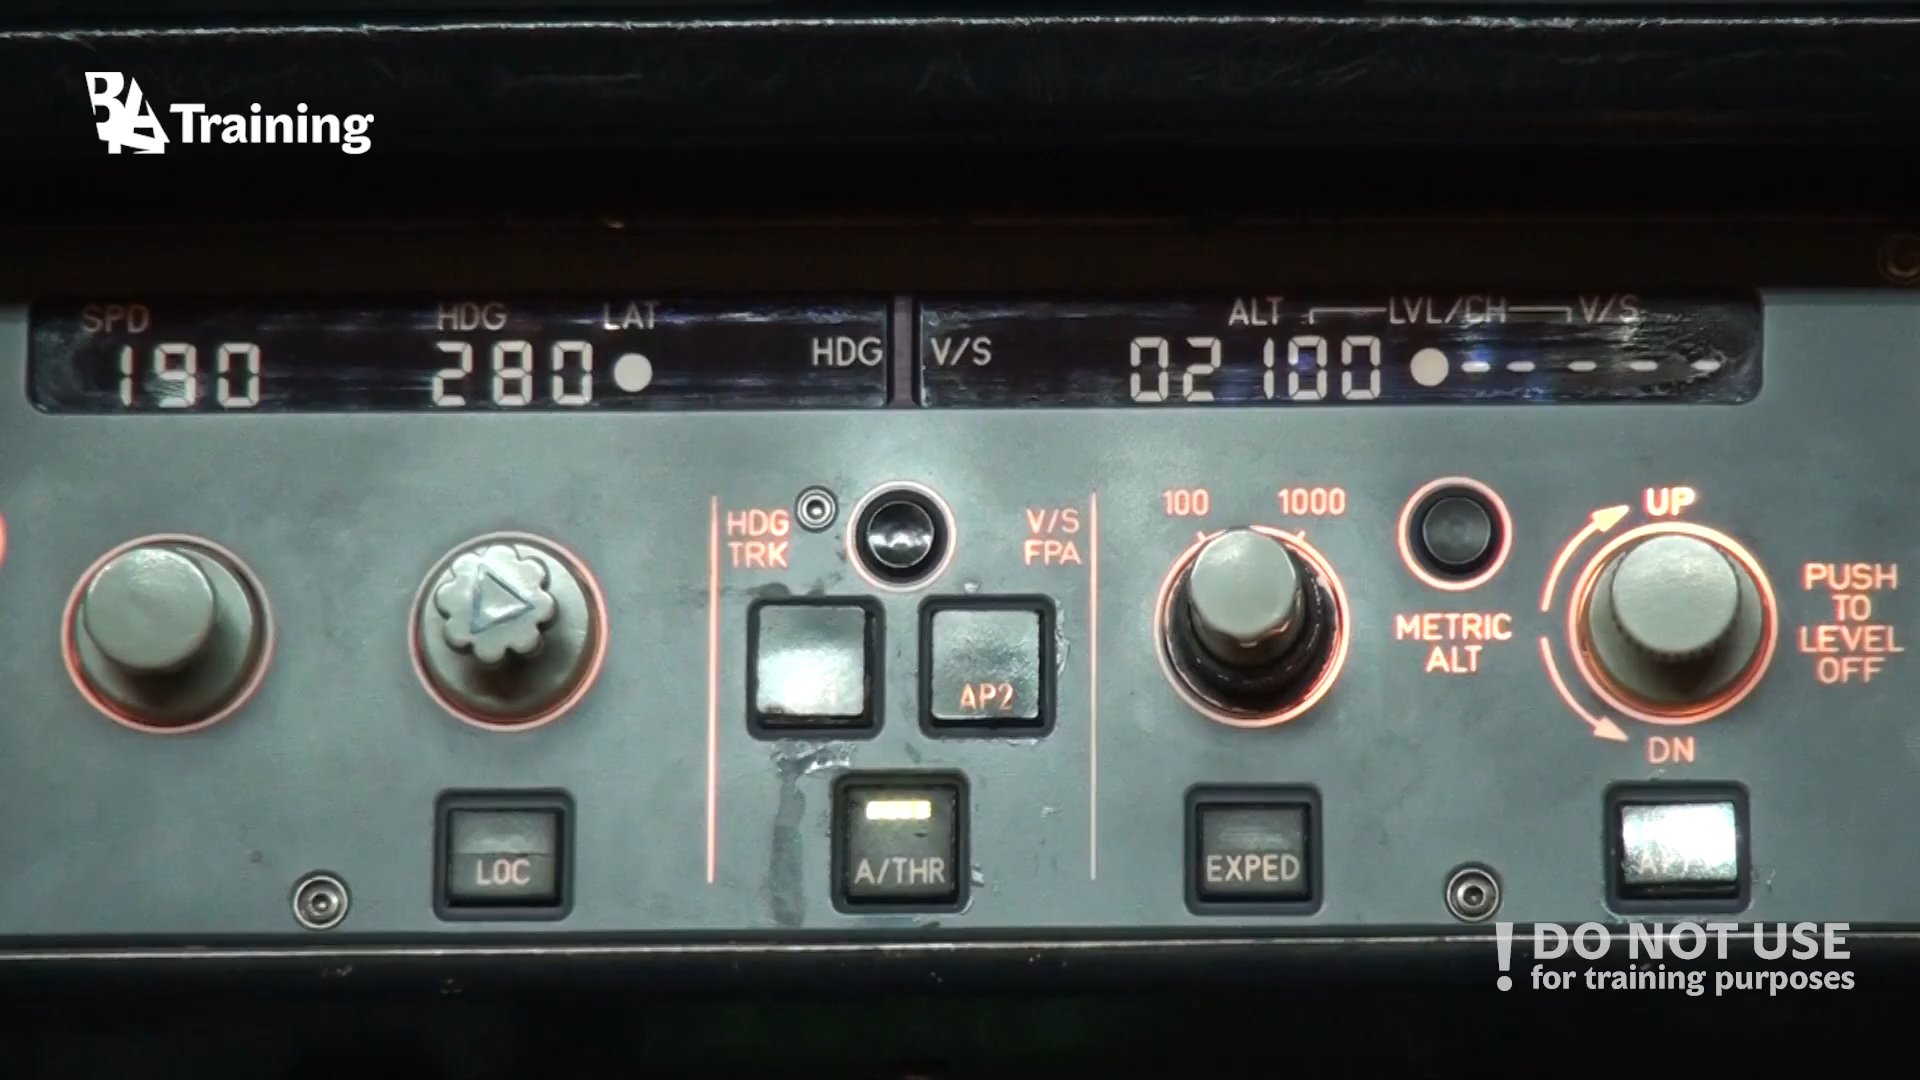 BAA Training
SPD HDG LAT
190 280 HDG
ALT LVL/CH V/S
V/S 02100 -----
HDG
TRK
V/S
FPA
100 1000
UP
METRIC
ALT
PUSH
TO
LEVEL
OFF
DN
AP2
LOC
A/THR
EXPED
! DO NOT USE
for training purposes